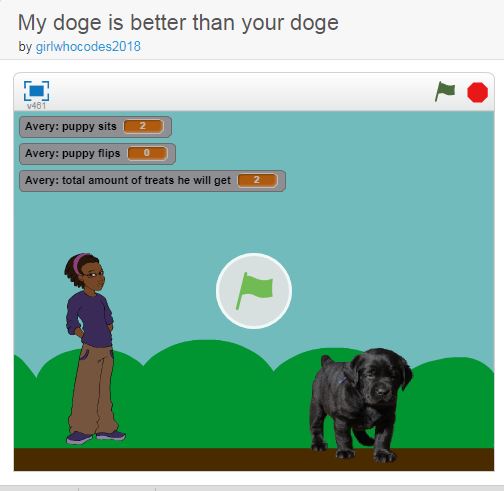 My doge is better than your doge
by girlwhocodes2018
v461
Avery: puppy sits 2
Avery: puppy flips 0
Avery: total amount of treats he will get 2